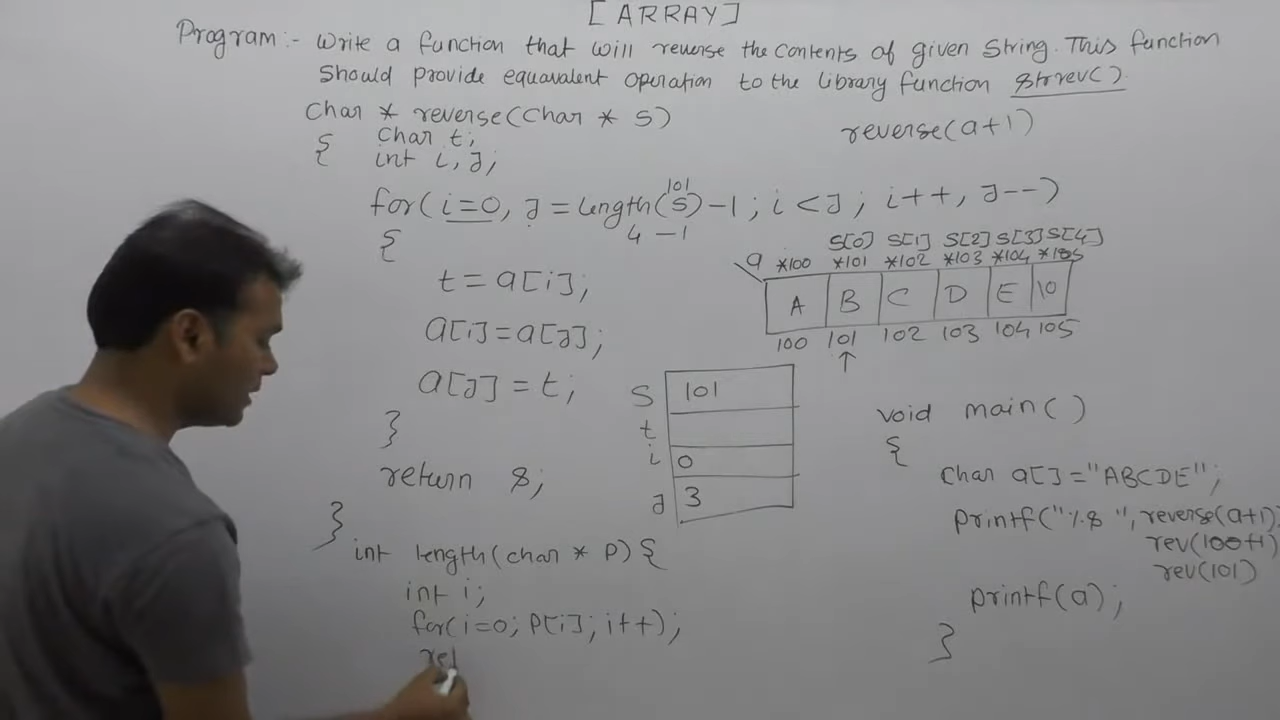 [ ARRAY ]
Program:- Write a function that will reverse the contents of given string. This function
should provide equavalent operation to the library function strrev().
Char * reverse(char * s)
reverse(a+1)
{ char t;
int i, J;
101
for( i=0, J = length(s)-1 ; i<J ; i++, J--)
4 -1
{
t = a[i];
a[i]=a[J];
a[J] = t;
}
return s;
}
S[0] S[1] S[2] S[3] S[4]
a *100 *101 *102 *103 *104 *105
A B C D E \0
100 101 102 103 104 105
↑
S 101
t
i 0
J 3
int length(char * P) {
int i;
for(i=0; P[i]; i++);
ret
void main( )
{
Char a[] = "ABCDE";
Printf("%s ", reverse(a+1)
rev(100+1)
rev(101)
printf(a);
}